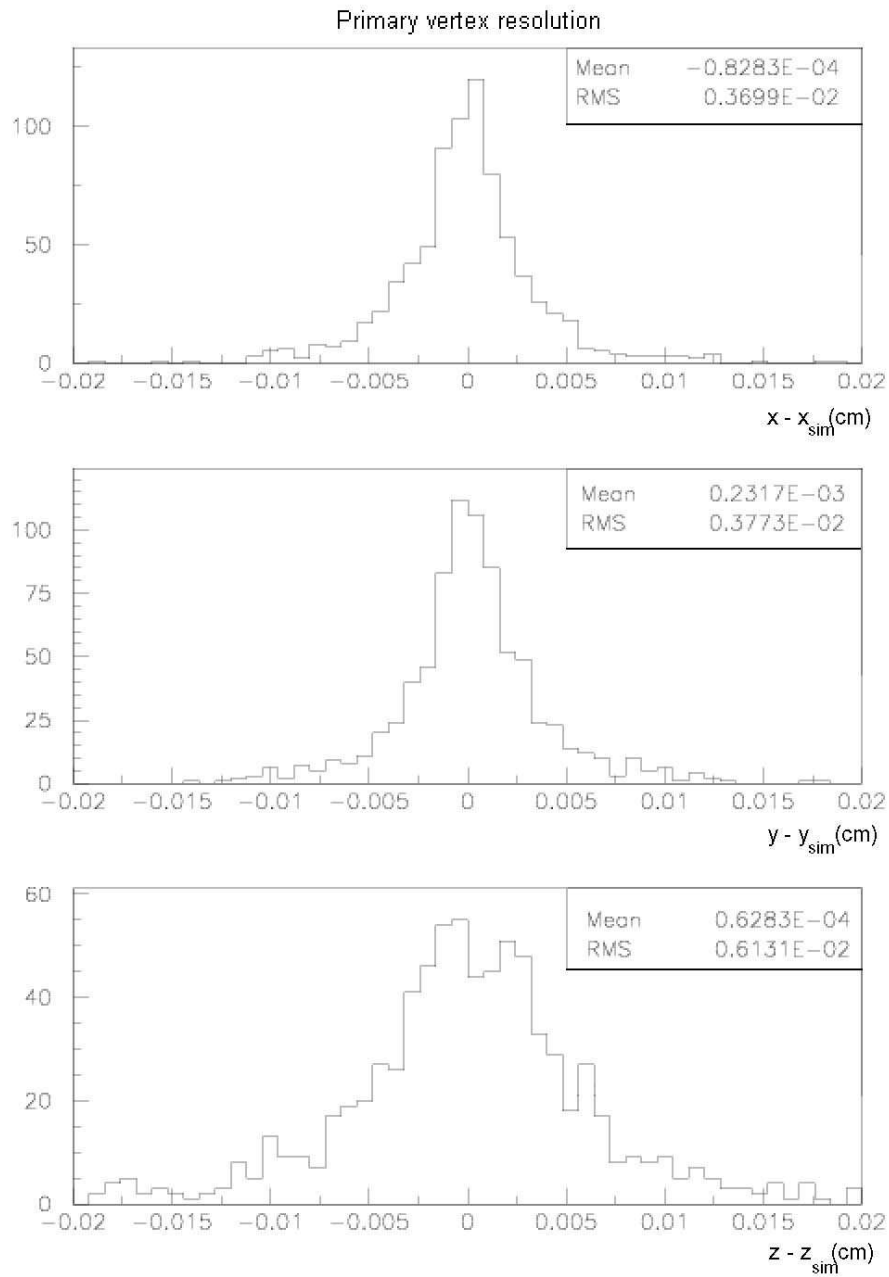 Primary vertex resolution
Mean -0.8283E-04
RMS 0.3699E-02
100
50
0
-0.02 -0.015 -0.01 -0.005 0 0.005 0.01 0.015 0.02
x - xsim(cm)
Mean 0.2317E-03
RMS 0.3773E-02
100
75
50
25
0
-0.02 -0.015 -0.01 -0.005 0 0.005 0.01 0.015 0.02
y - ysim(cm)
Mean 0.6283E-04
RMS 0.6131E-02
60
40
20
0
-0.02 -0.015 -0.01 -0.005 0 0.005 0.01 0.015 0.02
z - zsim(cm)